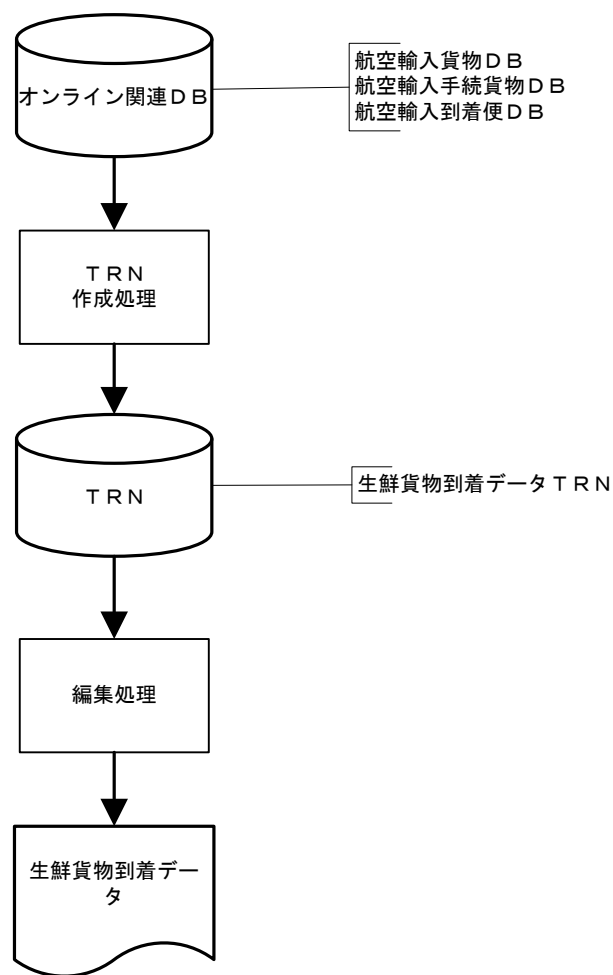 オンライン関連ＤＢ
航空輸入貨物ＤＢ
航空輸入手続貨物ＤＢ
航空輸入到着便ＤＢ
ＴＲＮ
作成処理
ＴＲＮ
生鮮貨物到着データＴＲＮ
編集処理
生鮮貨物到着デー
タ